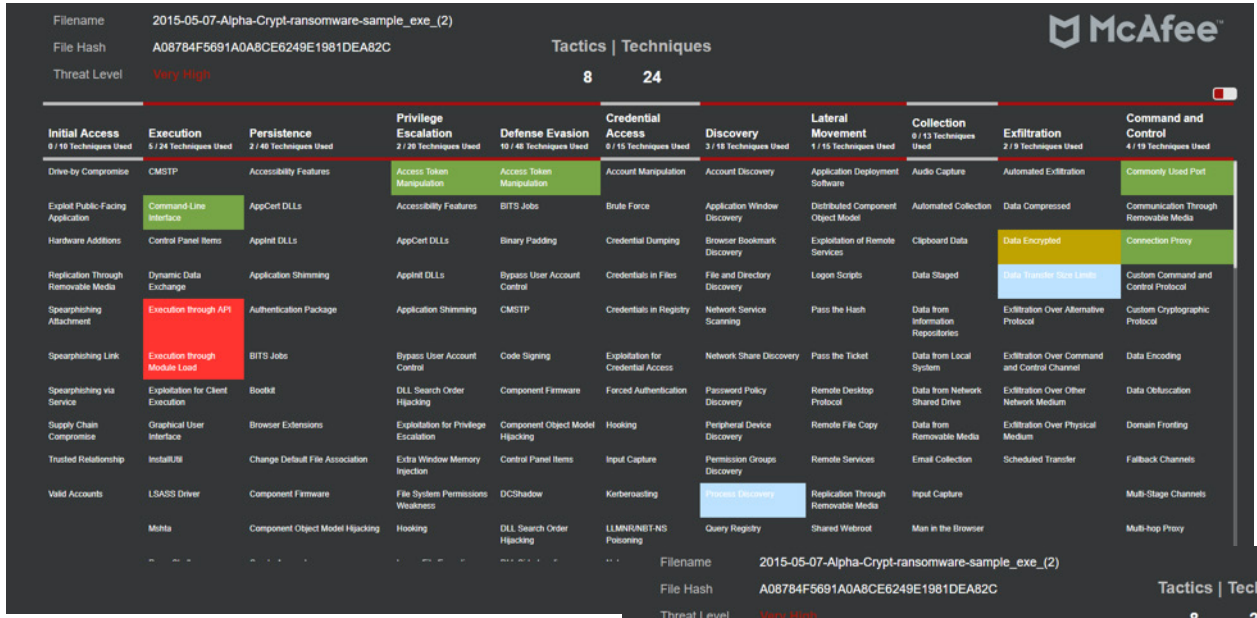 Filename 2015-05-07-Alpha-Crypt-ransomware-sample_exe_(2)
File Hash A08784F5691A0A8CE6249E1981DEA82C
Threat Level Very High
Tactics | Techniques
8 24
McAfee™
Initial Access
0 / 10 Techniques Used
Drive-by Compromise
Exploit Public-Facing
Application
Hardware Additions
Replication Through
Removable Media
Spearphishing
Attachment
Spearphishing Link
Spearphishing via
Service
Supply Chain
Compromise
Trusted Relationship
Valid Accounts
Execution
5 / 24 Techniques Used
CMSTP
Command-Line
Interface
Control Panel Items
Dynamic Data
Exchange
Execution through API
Execution through
Module Load
Exploitation for Client
Execution
Graphical User
Interface
InstallUtil
LSASS Driver
Mshta
Persistence
2 / 40 Techniques Used
Accessibility Features
AppCert DLLs
AppInit DLLs
Application Shimming
Authentication Package
BITS Jobs
Bootkit
Browser Extensions
Change Default File Association
Component Firmware
Component Object Model Hijacking
Privilege
Escalation
2 / 20 Techniques Used
Access Token
Manipulation
Accessibility Features
AppCert DLLs
AppInit DLLs
Application Shimming
Bypass User Account
Control
DLL Search Order
Hijacking
Exploitation for Privilege
Escalation
Extra Window Memory
Injection
File System Permissions
Weakness
Hooking
Defense Evasion
10 / 48 Techniques Used
Access Token
Manipulation
BITS Jobs
Binary Padding
Bypass User Account
Control
CMSTP
Code Signing
Component Firmware
Component Object Model
Hijacking
Control Panel Items
DCShadow
DLL Search Order
Hijacking
Credential
Access
0 / 15 Techniques Used
Account Manipulation
Brute Force
Credential Dumping
Credentials in Files
Credentials in Registry
Exploitation for
Credential Access
Forced Authentication
Hooking
Input Capture
Kerberoasting
LLMNR/NBT-NS
Poisoning
Discovery
3 / 18 Techniques Used
Account Discovery
Application Window
Discovery
Browser Bookmark
Discovery
File and Directory
Discovery
Network Service
Scanning
Network Share Discovery
Password Policy
Discovery
Peripheral Device
Discovery
Permission Groups
Discovery
Process Discovery
Query Registry
Lateral
Movement
1 / 15 Techniques Used
Application Deployment
Software
Distributed Component
Object Model
Exploitation of Remote
Services
Logon Scripts
Pass the Hash
Pass the Ticket
Remote Desktop
Protocol
Remote File Copy
Remote Services
Replication Through
Removable Media
Shared Webroot
Collection
0 / 13 Techniques
Used
Audio Capture
Automated Collection
Clipboard Data
Data Staged
Data from
Information
Repositories
Data from Local
System
Data from Network
Shared Drive
Data from
Removable Media
Email Collection
Input Capture
Man in the Browser
Exfiltration
2 / 9 Techniques Used
Automated Exfiltration
Data Compressed
Data Encrypted
Data Transfer Size Limits
Exfiltration Over Alternative
Protocol
Exfiltration Over Command
and Control Channel
Exfiltration Over Other
Network Medium
Exfiltration Over Physical
Medium
Scheduled Transfer
Command and
Control
4 / 19 Techniques Used
Commonly Used Port
Communication Through
Removable Media
Connection Proxy
Custom Command and
Control Protocol
Custom Cryptographic
Protocol
Data Encoding
Data Obfuscation
Domain Fronting
Fallback Channels
Multi-Stage Channels
Multi-hop Proxy
Filename 2015-05-07-Alpha-Crypt-ransomware-sample_exe_(2)
File Hash A08784F5691A0A8CE6249E1981DEA82C
Tactics | Tec
Threat Level Very High
8